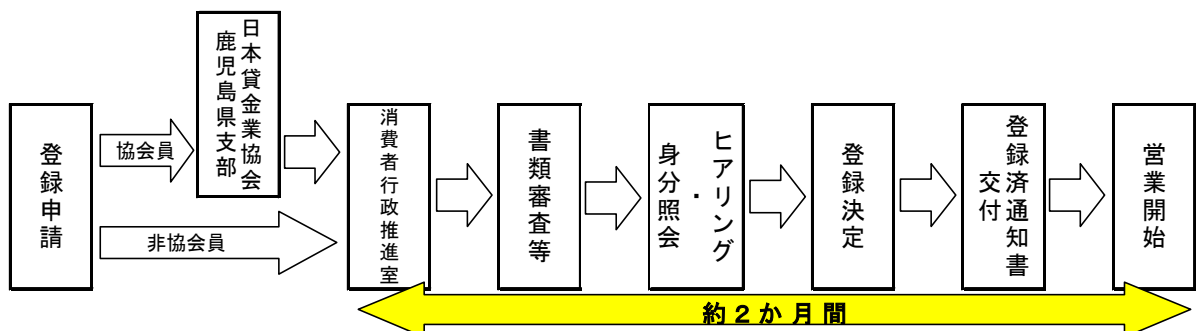 登録申請
協会員
非協会員
日本貸金業協会
鹿児島県支部
消費者行政推進室
書類審査等
ヒアリング・
身分照会
登録決定
登録済通知書
交付
営業開始
約２か月間